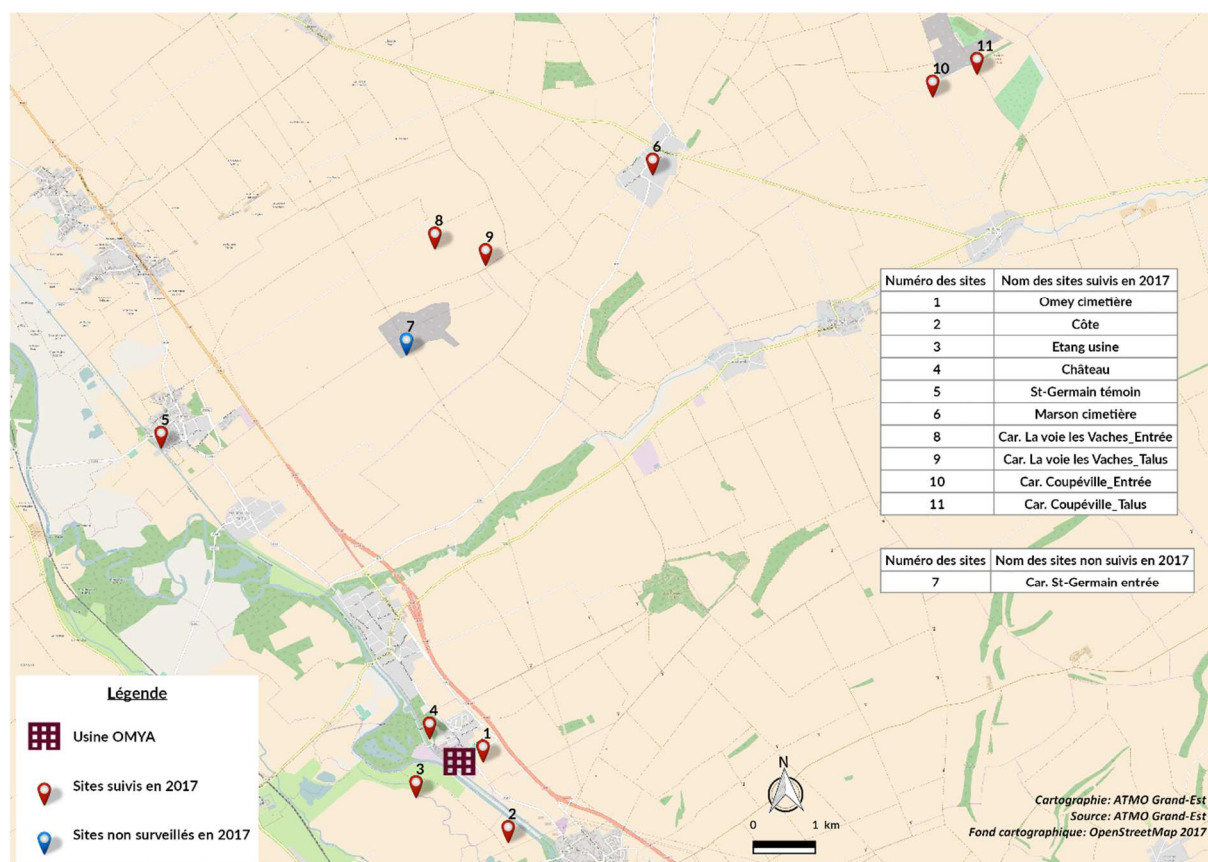 11
10
6
8
9
7
5
4
1
3
2
Numéro des sites Nom des sites suivis en 2017
1 Omey cimetière
2 Côte
3 Etang usine
4 Château
5 St-Germain témoin
6 Marson cimetière
8 Car. La voie les Vaches_Entrée
9 Car. La voie les Vaches_Talus
10 Car. Coupéville_Entrée
11 Car. Coupéville_Talus
Numéro des sites Nom des sites non suivis en 2017
7 Car. St-Germain entrée
Légende
Usine OMYA
Sites suivis en 2017
Sites non surveillés en 2017
N
0 1 km
Cartographie: ATMO Grand-Est
Source: ATMO Grand-Est
Fond cartographique: OpenStreetMap 2017